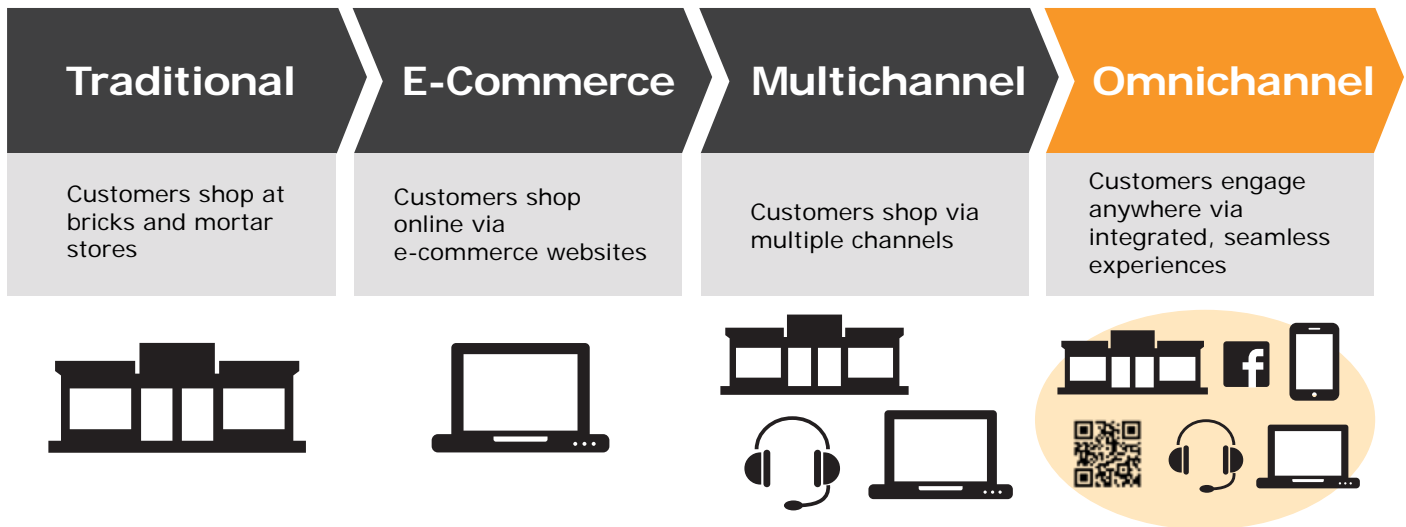 Traditional
E-Commerce
Multichannel
Omnichannel
Customers shop at
bricks and mortar
stores
Customers shop
online via
e-commerce websites
Customers shop via
multiple channels
Customers engage
anywhere via
integrated, seamless
experiences
f